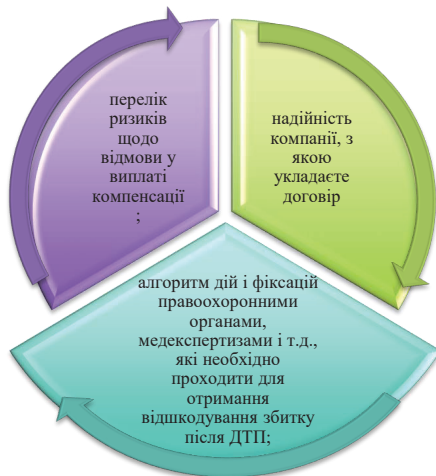 перелік
ризиків
щодо
відмови у
виплаті
компенсації
;
надійність
компанії, з
якою
укладаєте
договір
алгоритм дій і фіксацій
правоохоронними
органами,
медекспертизами і т.д.,
які необхідно
проходити для
отримання
відшкодування збитку
після ДТП;